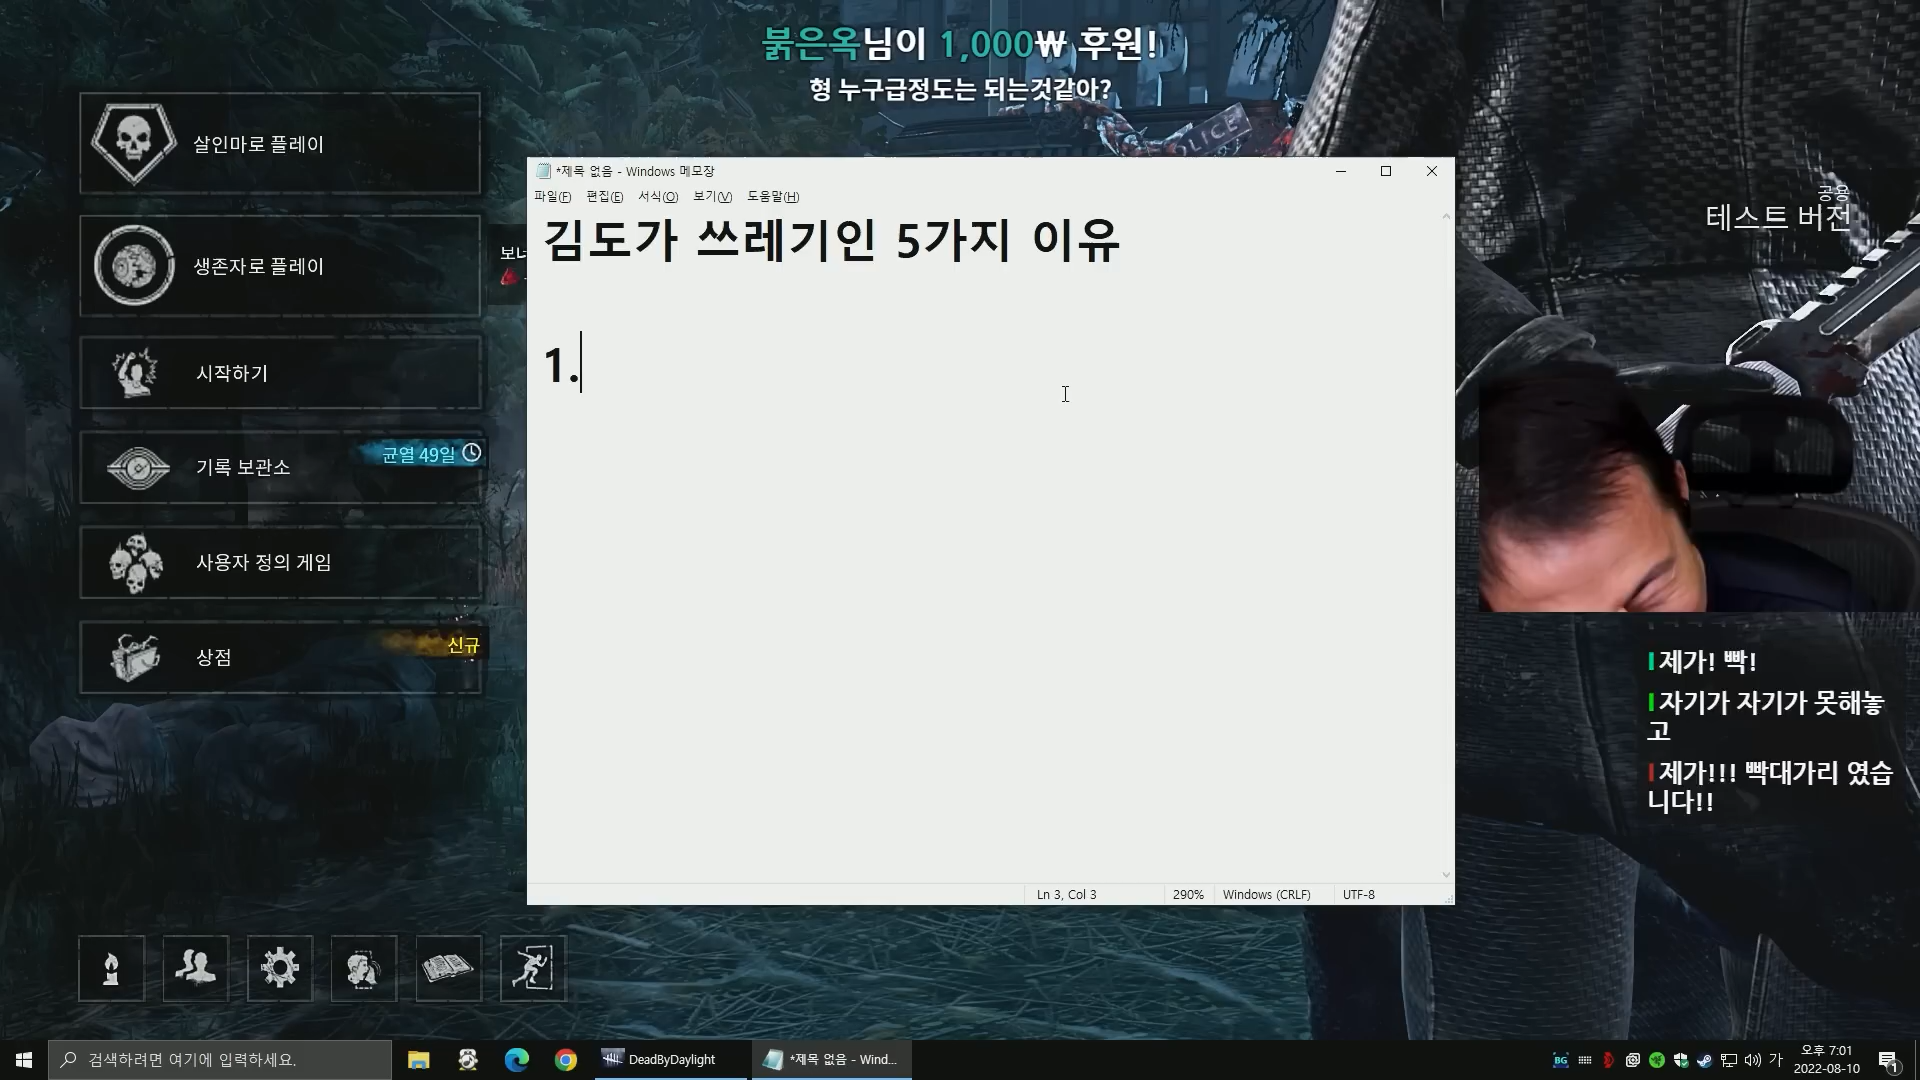 붉은옥님이 1,000₩ 후원!
형 누구급정도는 되는것같아?
살인마로 플레이
생존자로 플레이
시작하기
기록 보관소
균열 49일
사용자 정의 게임
상점
신규
공용
테스트 버전
POLICE
*제목 없음 - Windows 메모장
파일(F) 편집(E) 서식(O) 보기(V) 도움말(H)
김도가 쓰레기인 5가지 이유
1.
Ln 3, Col 3
290%
Windows (CRLF)
UTF-8
제가! 빡!
자기가 자기가 못해놓
고
제가!!! 빡대가리 였습
니다!!
검색하려면 여기에 입력하세요.
DeadByDaylight
*제목 없음 - Wind...
BG
가
오후 7:01
2022-08-10
1